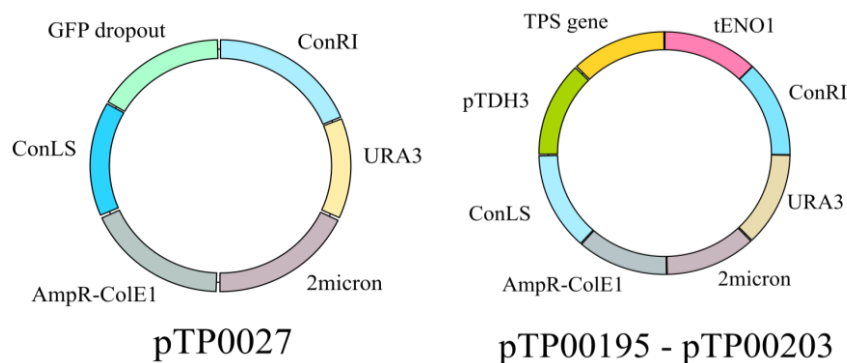 GFP dropout
ConRI
ConLS
URA3
AmpR-ColE1
2micron
pTP0027
TPS gene
tENO1
pTDH3
ConRI
ConLS
URA3
AmpR-ColE1
2micron
pTP00195 - pTP00203